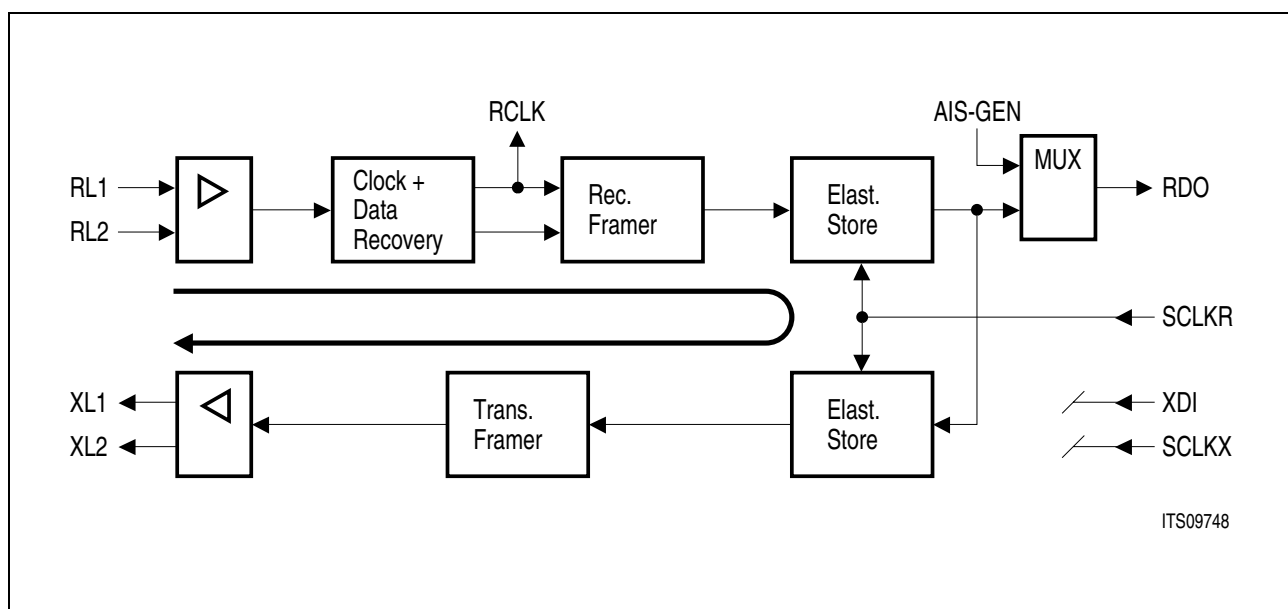 RCLK
AIS-GEN
RL1
RL2
Clock +
Data
Recovery
Rec.
Framer
Elast.
Store
MUX
RDO
SCLKR
XL1
XL2
Trans.
Framer
Elast.
Store
XDI
SCLKX
ITS09748